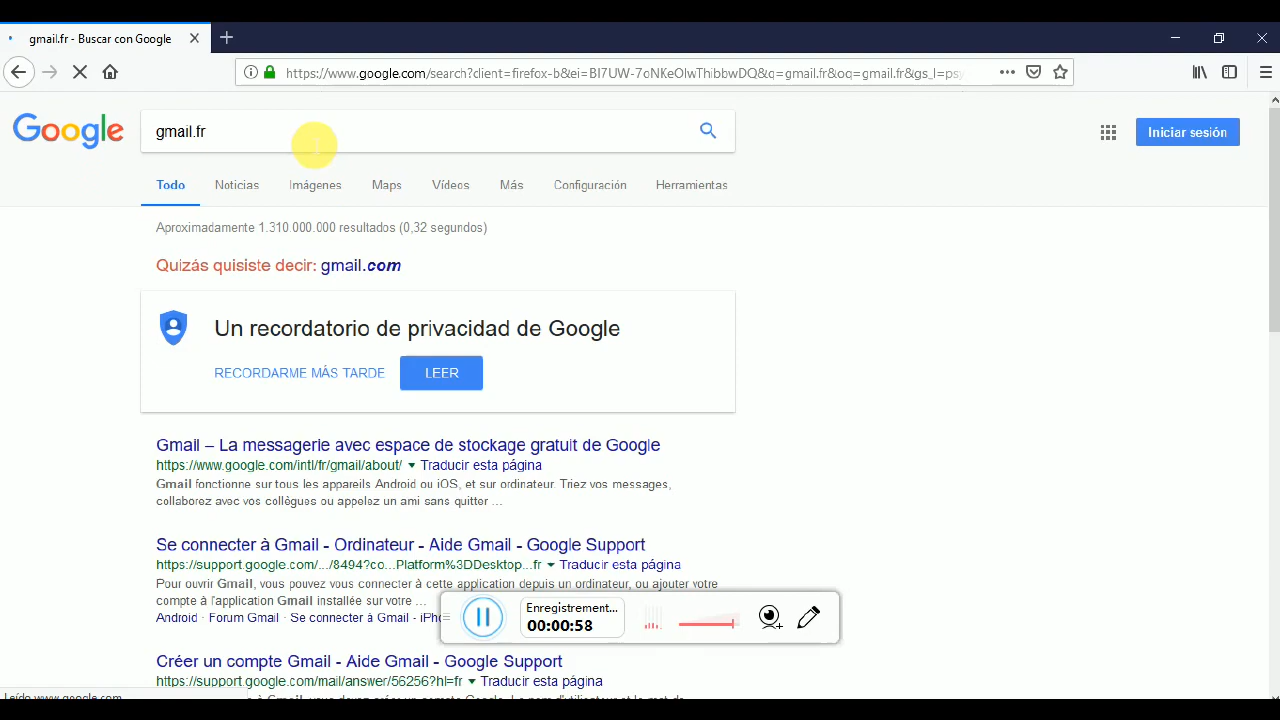 gmail.fr - Buscar con Google
https://www.google.com/search?client=firefox-b&ei=BI7UW-7oNKeOlwThibbwDQ&q=gmail.fr&oq=gmail.fr&gs_l=psy
Google
gmail.fr
Iniciar sesión
Todo Noticias Imágenes Maps Vídeos Más Configuración Herramientas
Aproximadamente 1.310.000.000 resultados (0,32 segundos)
Quizás quisiste decir: gmail.com
Un recordatorio de privacidad de Google
RECORDARME MÁS TARDE LEER
Gmail – La messagerie avec espace de stockage gratuit de Google
https://www.google.com/intl/fr/gmail/about/ Traducir esta página
Gmail fonctionne sur tous les appareils Android ou iOS, et sur ordinateur. Triez vos messages,
collaborez avec vos collègues ou appelez un ami sans quitter ...
Se connecter à Gmail - Ordinateur - Aide Gmail - Google Support
https://support.google.com/.../8494?co...Platform%3DDesktop...fr Traducir esta página
Pour ouvrir Gmail, vous pouvez vous connecter à cette application depuis un ordinateur, ou ajouter votre
compte à l'application Gmail installée sur votre ...
Android · Forum Gmail · Se connecter à Gmail - iPho
Enregistrement...
00:00:58
Créer un compte Gmail - Aide Gmail - Google Support
https://support.google.com/mail/answer/56256?hl=fr Traducir esta página
Leído www.google.com